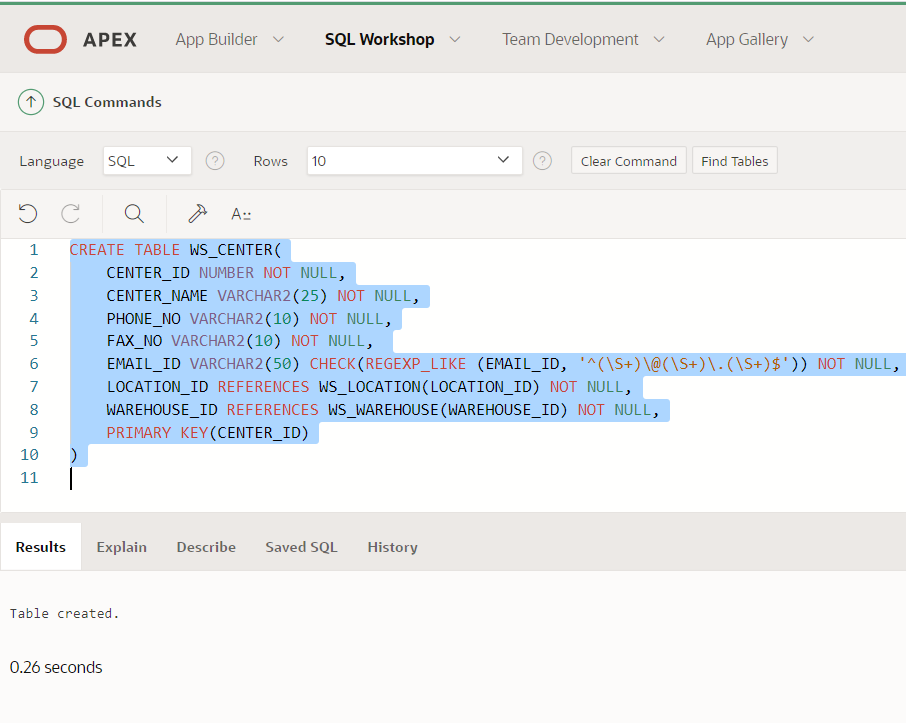 APEX App Builder SQL Workshop Team Development App Gallery
SQL Commands
Language SQL ? Rows 10 ? Clear Command Find Tables
A::
1 CREATE TABLE WS_CENTER(
2 CENTER_ID NUMBER NOT NULL,
3 CENTER_NAME VARCHAR2(25) NOT NULL,
4 PHONE_NO VARCHAR2(10) NOT NULL,
5 FAX_NO VARCHAR2(10) NOT NULL,
6 EMAIL_ID VARCHAR2(50) CHECK(REGEXP_LIKE (EMAIL_ID, '^(\S+)\@(\S+)\.(\S+)$')) NOT NULL,
7 LOCATION_ID REFERENCES WS_LOCATION(LOCATION_ID) NOT NULL,
8 WAREHOUSE_ID REFERENCES WS_WAREHOUSE(WAREHOUSE_ID) NOT NULL,
9 PRIMARY KEY(CENTER_ID)
10 )
11
Results Explain Describe Saved SQL History
Table created.
0.26 seconds